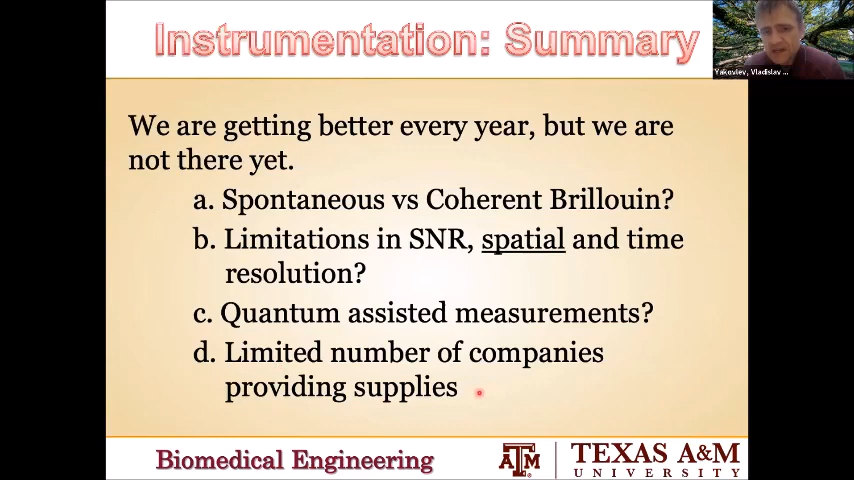 Instrumentation: Summary
Yakovlev, Vladislav ...
We are getting better every year, but we are
not there yet.
a. Spontaneous vs Coherent Brillouin?
b. Limitations in SNR, spatial and time
resolution?
c. Quantum assisted measurements?
d. Limited number of companies
providing supplies
Biomedical Engineering
ATM
TEXAS A&M
UNIVERSITY